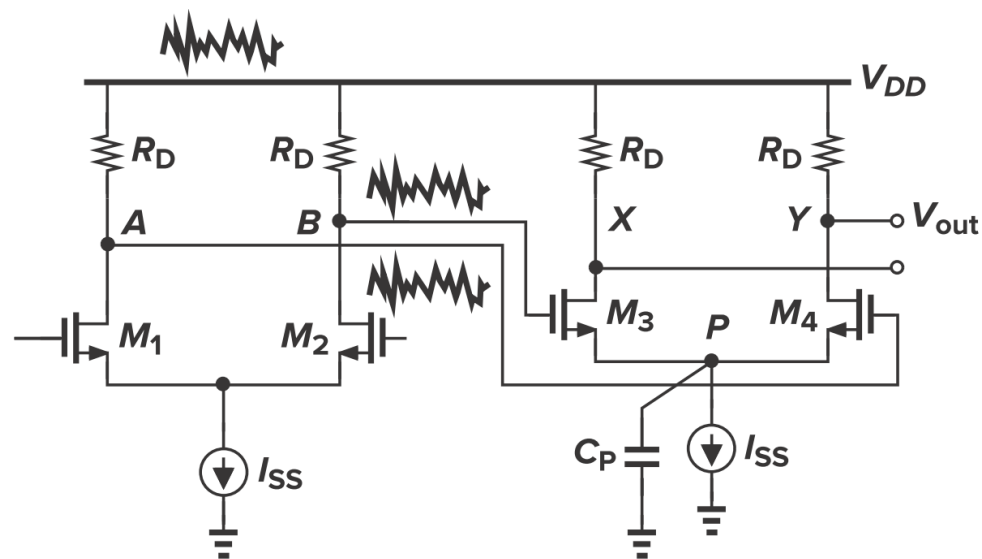 V_DD
R_D
R_D
R_D
R_D
A
B
X
Y
V_out
M_1
M_2
M_3
P
M_4
C_P
I_SS
I_SS